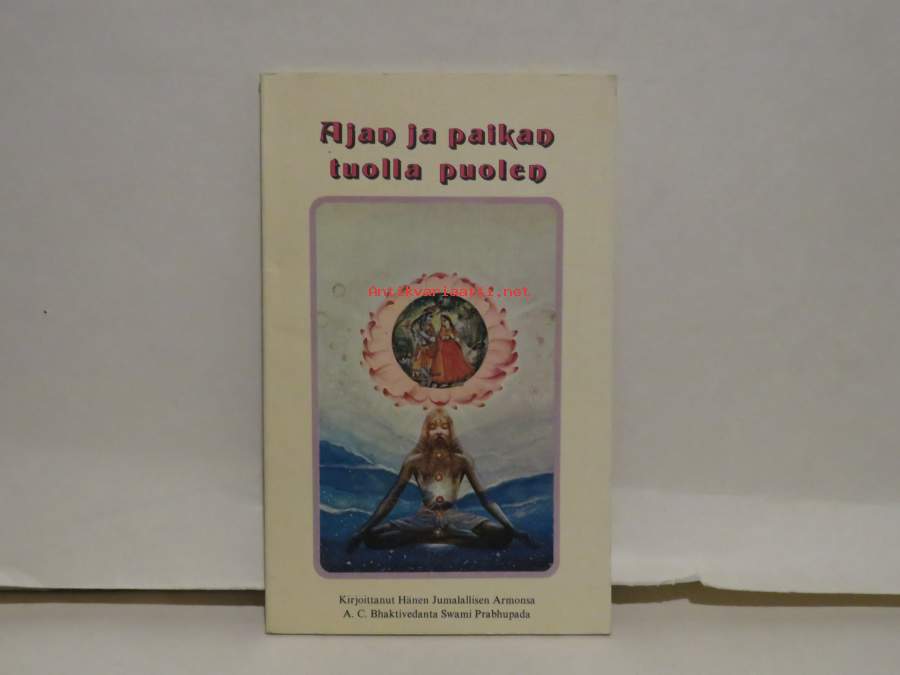 Ajan ja paikan
tuolla puolen
Antikvariaatti.net
Kirjoittanut Hänen Jumalallisen Armonsa
A. C. Bhaktivedanta Swami Prabhupada